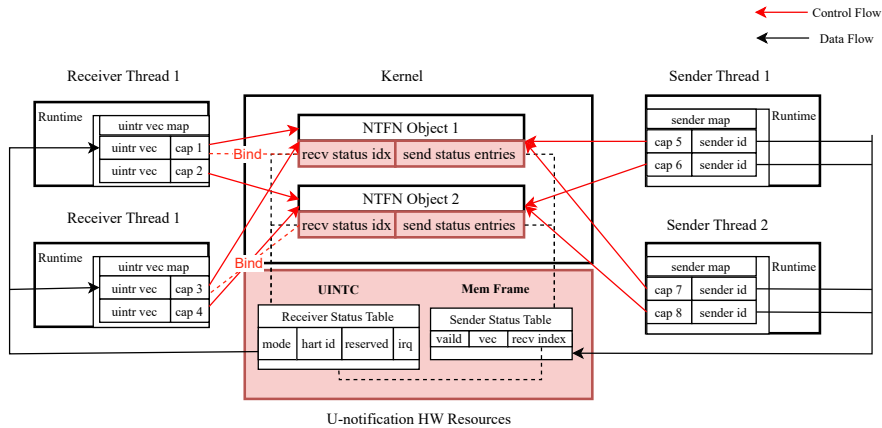 Control Flow
Data Flow
Receiver Thread 1
Kernel
Sender Thread 1
Runtime
uintr vec map
uintr vec
cap 1
uintr vec
cap 2
Bind
NTFN Object 1
recv status idx
send status entries
NTFN Object 2
recv status idx
send status entries
sender map
Runtime
cap 5
sender id
cap 6
sender id
Receiver Thread 1
Sender Thread 2
Runtime
uintr vec map
uintr vec
cap 3
uintr vec
cap 4
Bind
sender map
Runtime
cap 7
sender id
cap 8
sender id
UINTC
Mem Frame
Receiver Status Table
mode
hart id
reserved
irq
Sender Status Table
vaild
vec
recv index
U-notification HW Resources